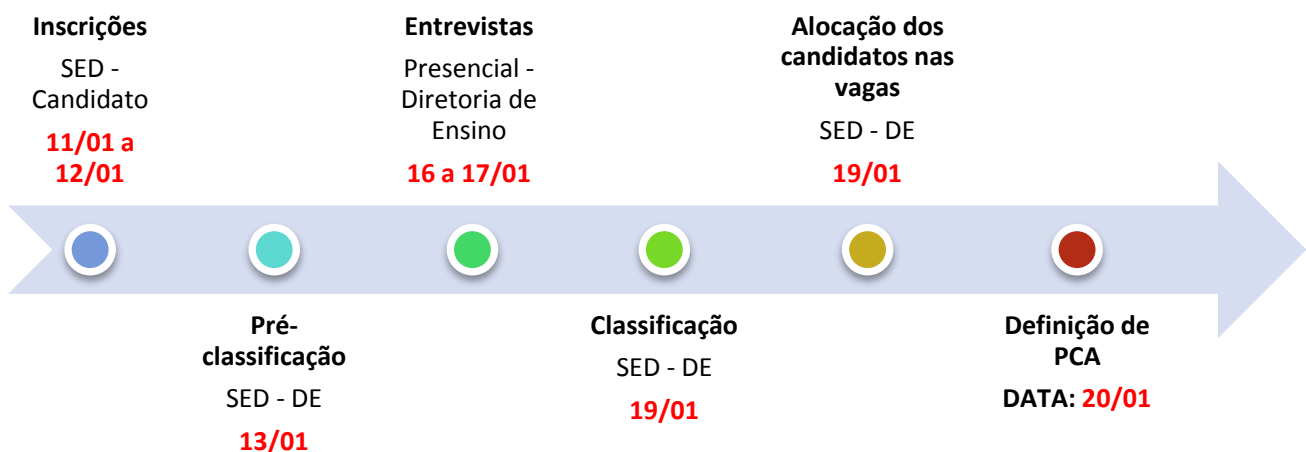 Inscrições
SED -
Candidato
11/01 a
12/01
Pré-
classificação
SED - DE
13/01
Entrevistas
Presencial -
Diretoria de
Ensino
16 a 17/01
Classificação
SED - DE
19/01
Alocação dos
candidatos nas
vagas
SED - DE
19/01
Definição de
PCA
DATA: 20/01